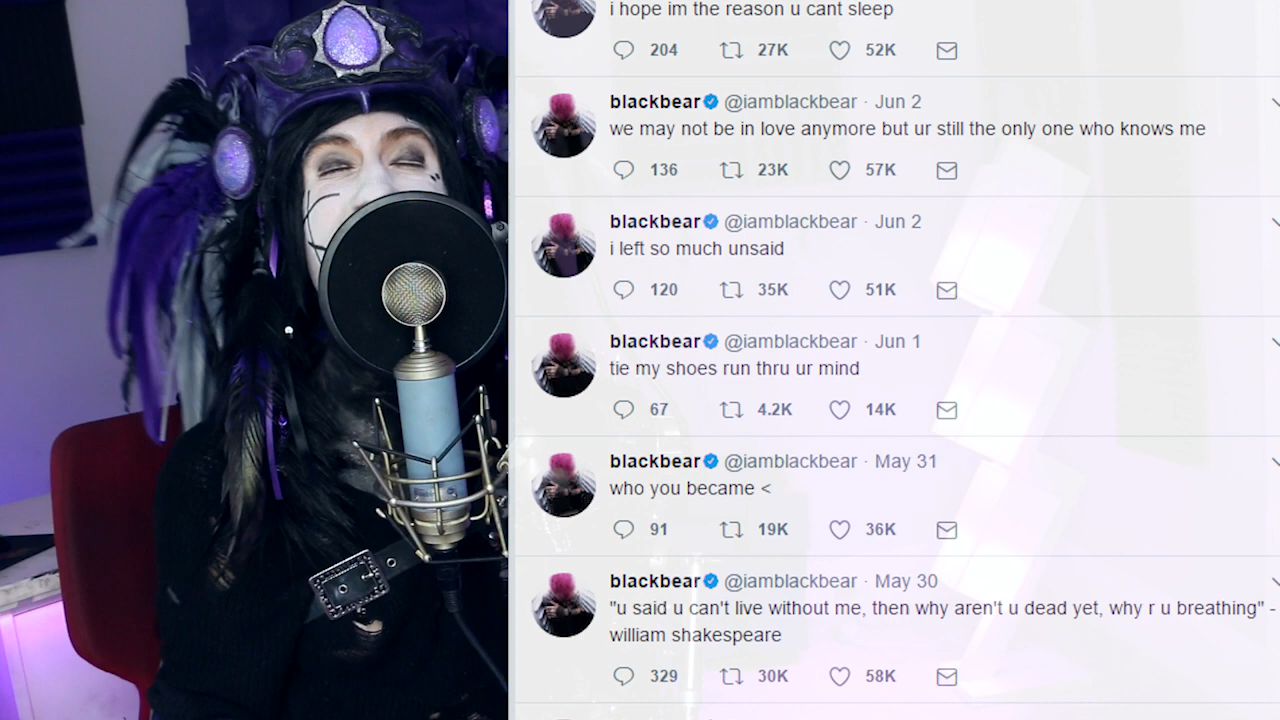 i hope im the reason u cant sleep
204 27K 52K
blackbear @iamblackbear · Jun 2
we may not be in love anymore but ur still the only one who knows me
136 23K 57K
blackbear @iamblackbear · Jun 2
i left so much unsaid
120 35K 51K
blackbear @iamblackbear · Jun 1
tie my shoes run thru ur mind
67 4.2K 14K
blackbear @iamblackbear · May 31
who you became <
91 19K 36K
blackbear @iamblackbear · May 30
"u said u can't live without me, then why aren't u dead yet, why r u breathing" -
william shakespeare
329 30K 58K